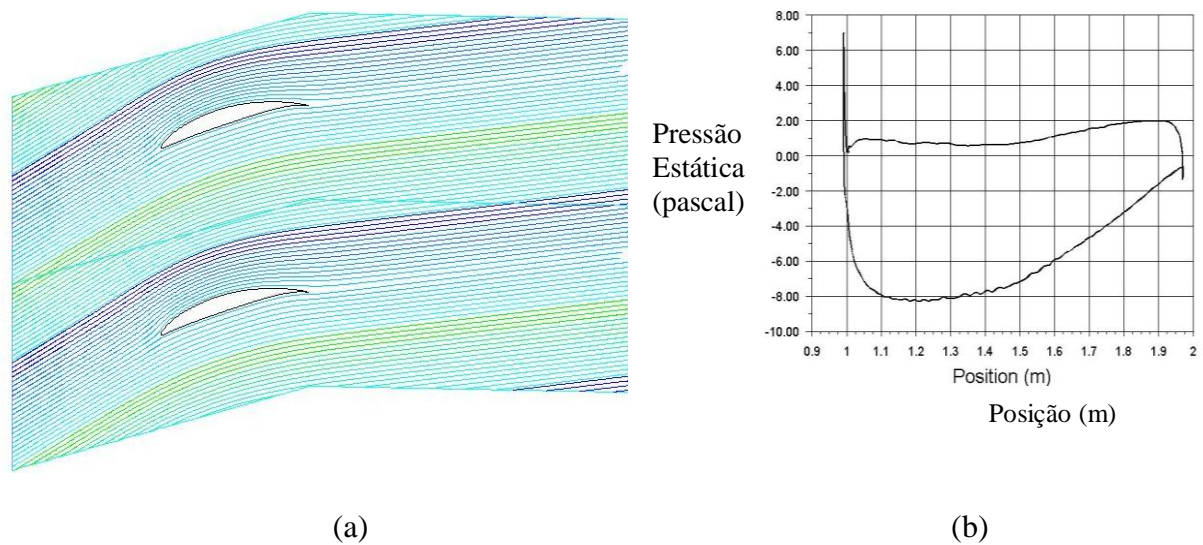 8.00
6.00
4.00
2.00
0.00
-2.00
-4.00
-6.00
-8.00
-10.00
Pressão
Estática
(pascal)
0.9 1 1.1 1.2 1.3 1.4 1.5 1.6 1.7 1.8 1.9 2
Position (m)
Posição (m)
(a) (b)